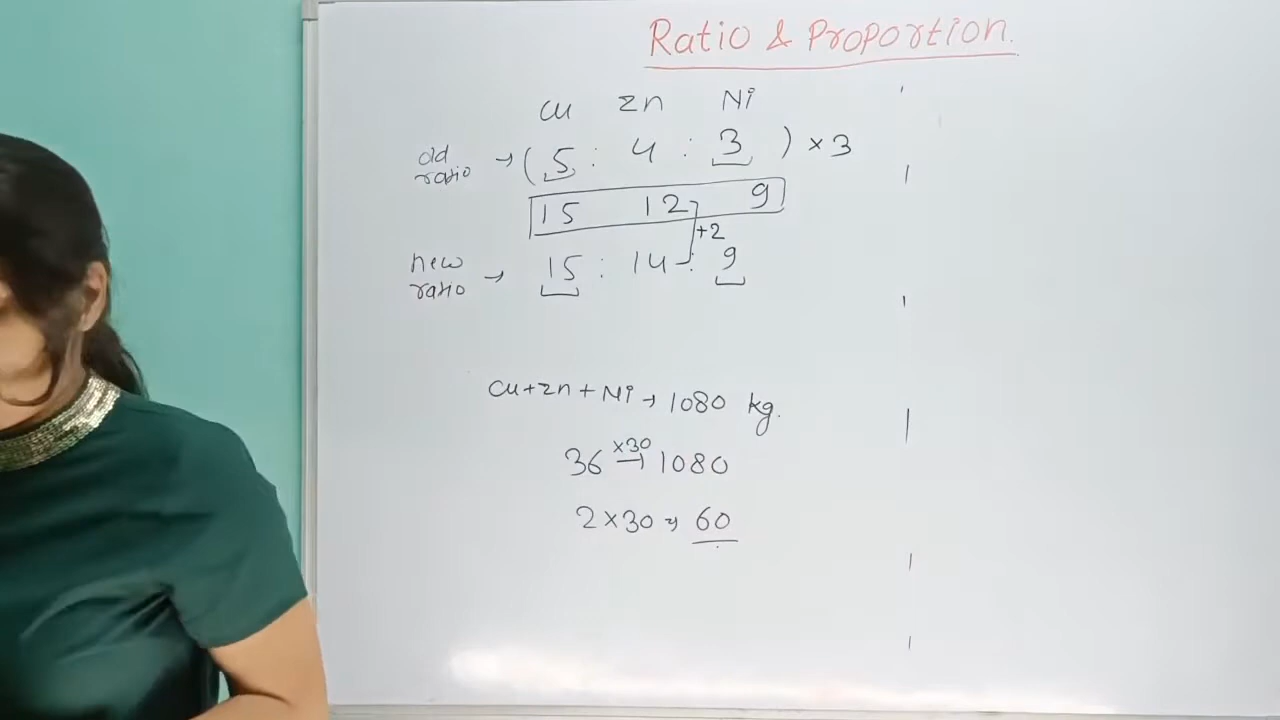 Ratio & Proportion.
Cu Zn Ni
old ratio → ( 5 : 4 : 3 ) × 3
15 12 9
+2
new ratio → 15 : 14 : 9
Cu + Zn + Ni → 1080 kg.
×30
36 → 1080
2 × 30 ⇒ 60